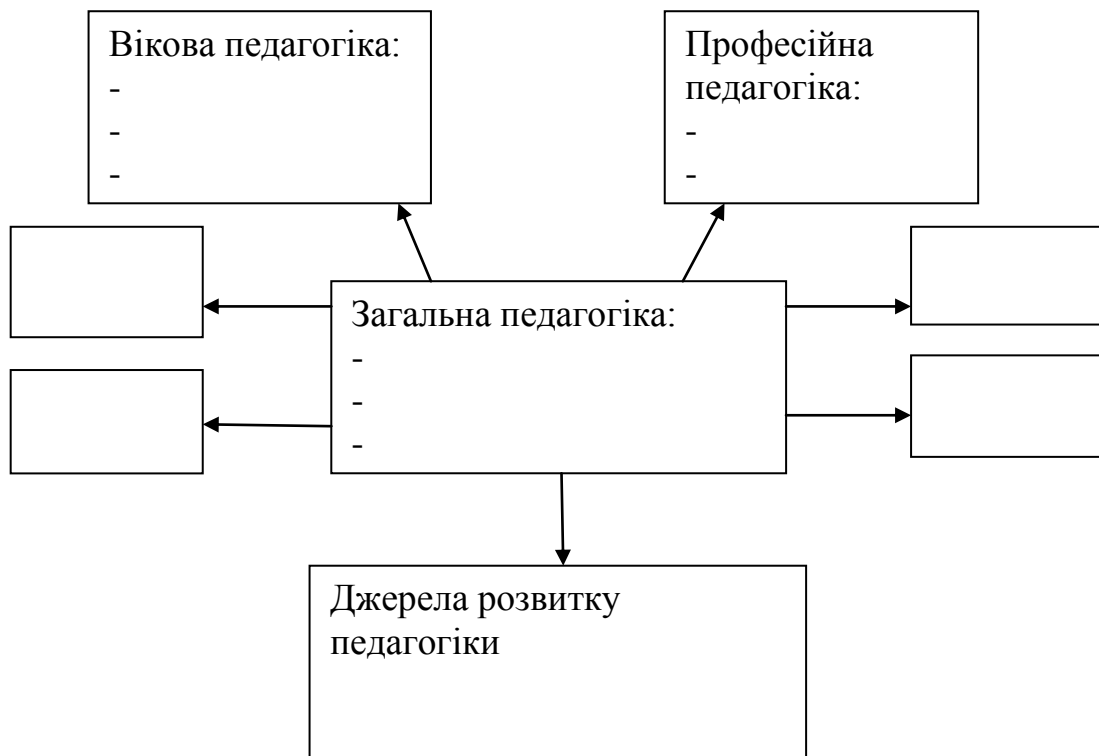 Вікова педагогіка:
-
-
-
Професійна
педагогіка:
-
-
Загальна педагогіка:
-
-
-
Джерела розвитку
педагогіки